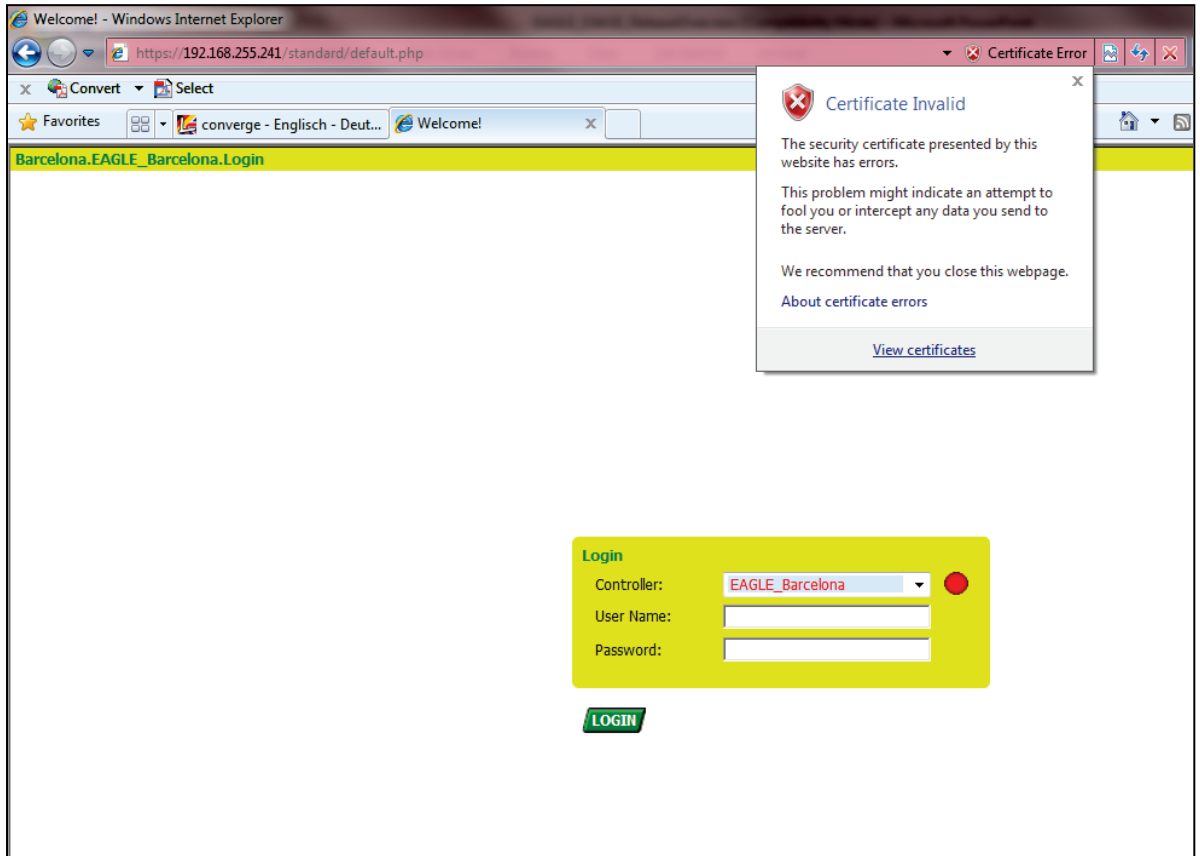 Welcome! - Windows Internet Explorer
https://192.168.255.241/standard/default.php
Certificate Error
x Convert Select
Favorites
converge - Englisch - Deut...
Welcome!
x
Barcelona.EAGLE_Barcelona.Login
x
Certificate Invalid
The security certificate presented by this
website has errors.
This problem might indicate an attempt to
fool you or intercept any data you send to
the server.
We recommend that you close this webpage.
About certificate errors
View certificates
Login
Controller: EAGLE_Barcelona
User Name:
Password:
LOGIN